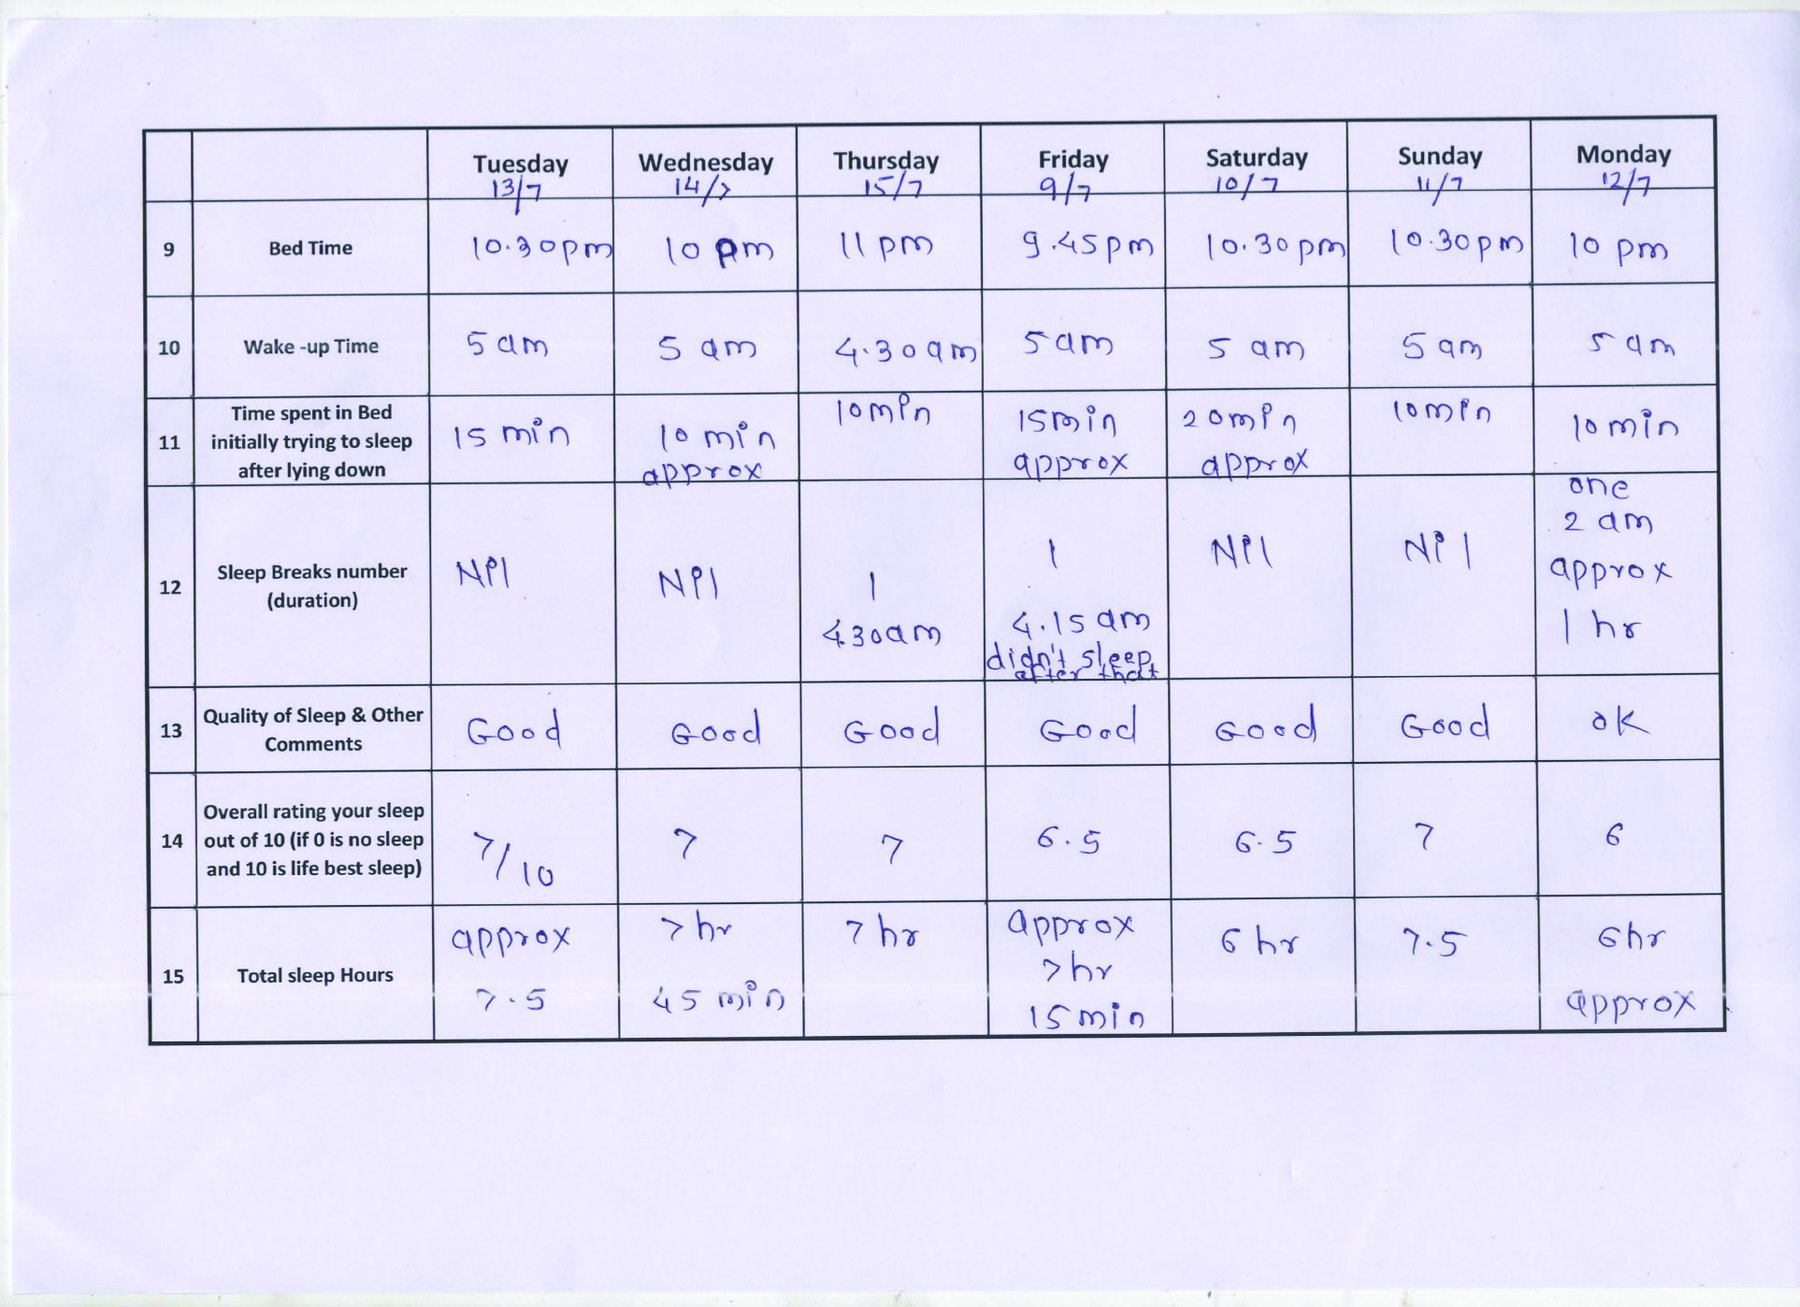 Tuesday Wednesday Thursday Friday Saturday Sunday Monday
13/7 14/7 15/7 9/7 10/7 11/7 12/7
9 Bed Time 10.30pm 10 pm 11 pm 9.45pm 10.30pm 10.30pm 10 pm
10 Wake -up Time 5 am 5 am 4.30am 5am 5 am 5 am 5 am
11 Time spent in Bed
initially trying to sleep
after lying down
15 min
10 min
approx
10min
15min
approx
20min
approx
10min
10min
12 Sleep Breaks number
(duration)
Nil
Nil
1
430am
1
4.15 am
didn't sleep
after that
Nil
Nil
one
2 am
approx
1 hr
13 Quality of Sleep & Other
Comments
Good Good Good Good Good Good OK
14 Overall rating your sleep
out of 10 (if 0 is no sleep
and 10 is life best sleep)
7/10 7 7 6.5 6.5 7 6
15 Total sleep Hours
approx
7.5
7hr
45 min
7 hr
approx
7hr
15 min
6 hr
7.5
6hr
approx